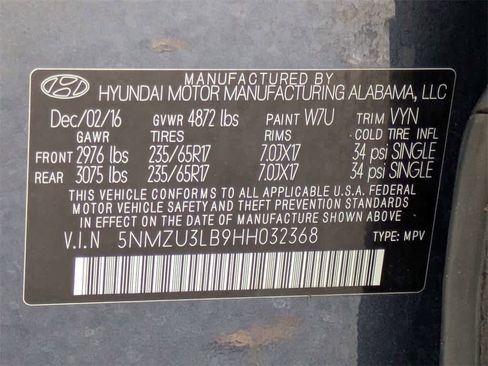 MANUFACTURED BY
HYUNDAI MOTOR MANUFACTURING ALABAMA, LLC
Dec/02/16 GVWR 4872 lbs PAINT W7U TRIM VYN
GAWR TIRES RIMS COLD TIRE INFL
FRONT 2976 lbs 235/65R17 7.0JX17 34 psi SINGLE
REAR 3075 lbs 235/65R17 7.0JX17 34 psi SINGLE
THIS VEHICLE CONFORMS TO ALL APPLICABLE U.S.A. FEDERAL
MOTOR VEHICLE SAFETY AND THEFT PREVENTION STANDARDS
IN EFFECT ON THE DATE OF MANUFACTURE SHOWN ABOVE.
V.I.N 5NMZU3LB9HH032368 TYPE: MPV